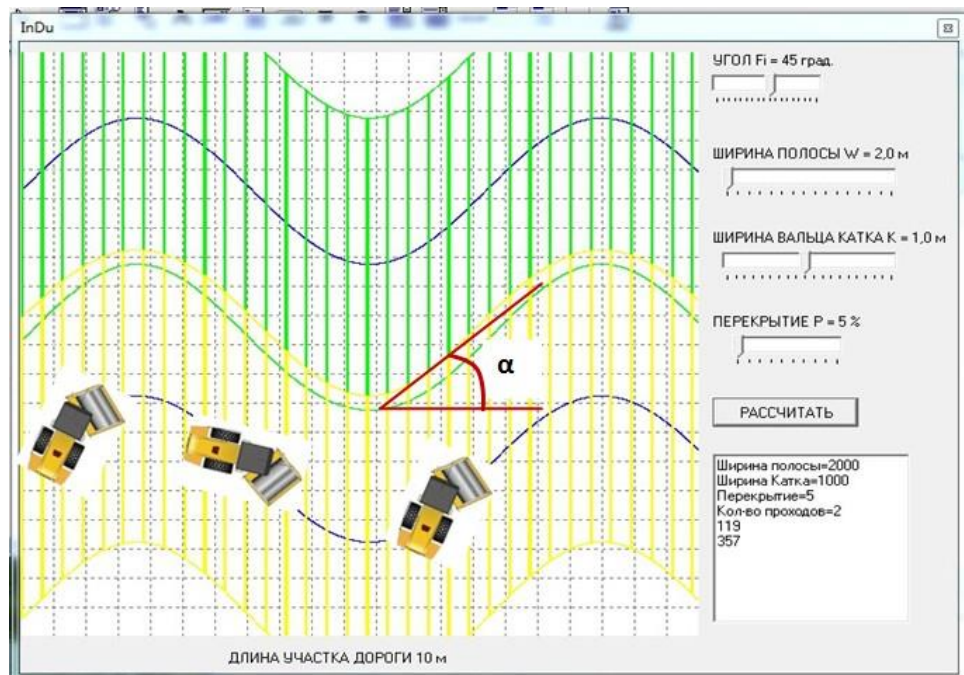 InDu
УГОЛ Fi = 45 град.
ШИРИНА ПОЛОСЫ W = 2,0 м
ШИРИНА ВАЛЬЦА КАТКА К = 1,0 м
ПЕРЕКРЫТИЕ P = 5 %
α
РАССЧИТАТЬ
Ширина полосы=2000
Ширина Катка=1000
Перекрытие=5
Кол-во проходов=2
119
357
ДЛИНА УЧАСТКА ДОРОГИ 10 м